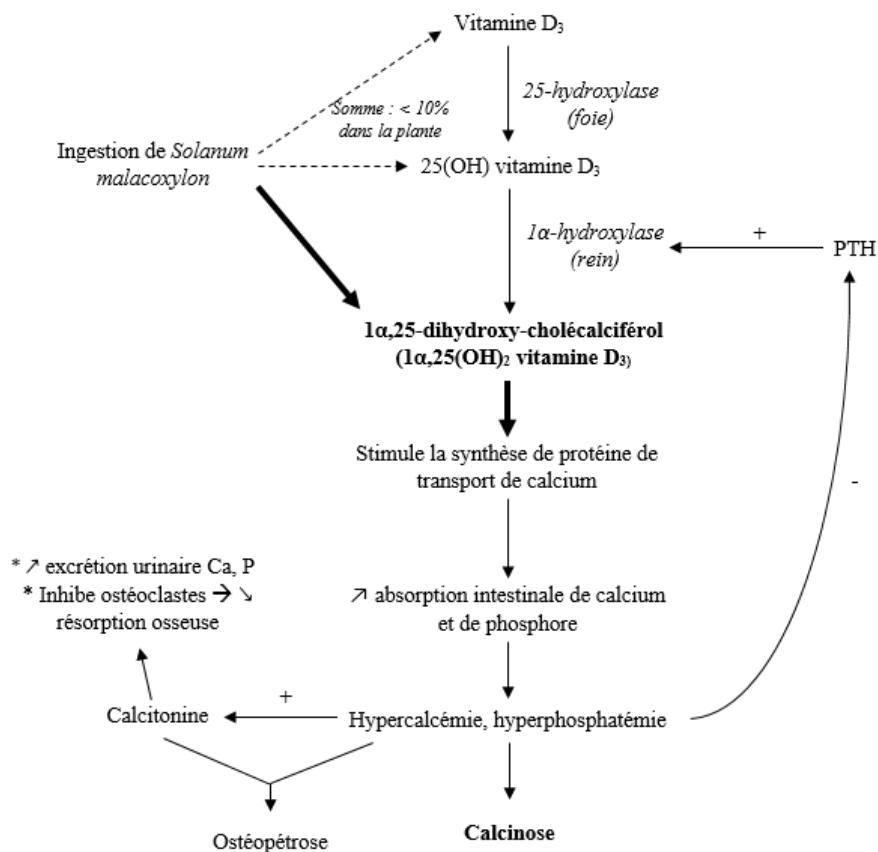 Vitamine D₃
25-hydroxylase
(foie)
Somme : < 10%
dans la plante
Ingestion de Solanum
malacoxylon
25(OH) vitamine D₃
1α-hydroxylase
(rein)
+
PTH
1α,25-dihydroxy-cholécalciférol
(1α,25(OH)₂ vitamine D₃)
Stimule la synthèse de protéine de
transport de calcium
-
* ↗ excrétion urinaire Ca, P
* Inhibe ostéoclastes → ↘
résorption osseuse
↗ absorption intestinale de calcium
et de phosphore
Calcitonine
+
Hypercalcémie, hyperphosphatémie
Ostéopétrose
Calcinose